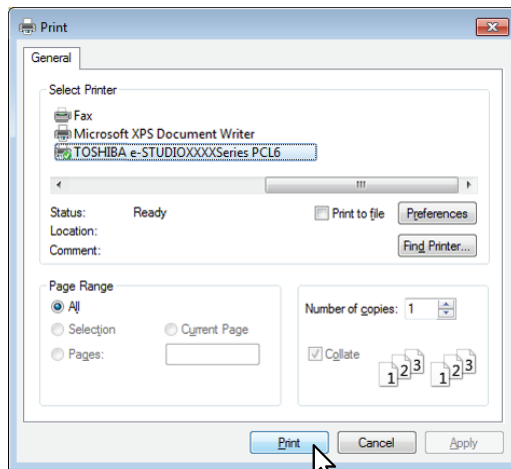 Print
General
Select Printer
Fax
Microsoft XPS Document Writer
TOSHIBA e-STUDIOXXXXSeries PCL6
Status: Ready
Print to file
Preferences
Location:
Comment:
Find Printer...
Page Range
All
Selection
Current Page
Pages:
Number of copies: 1
Collate
1 2 3 1 2 3
Print Cancel Apply